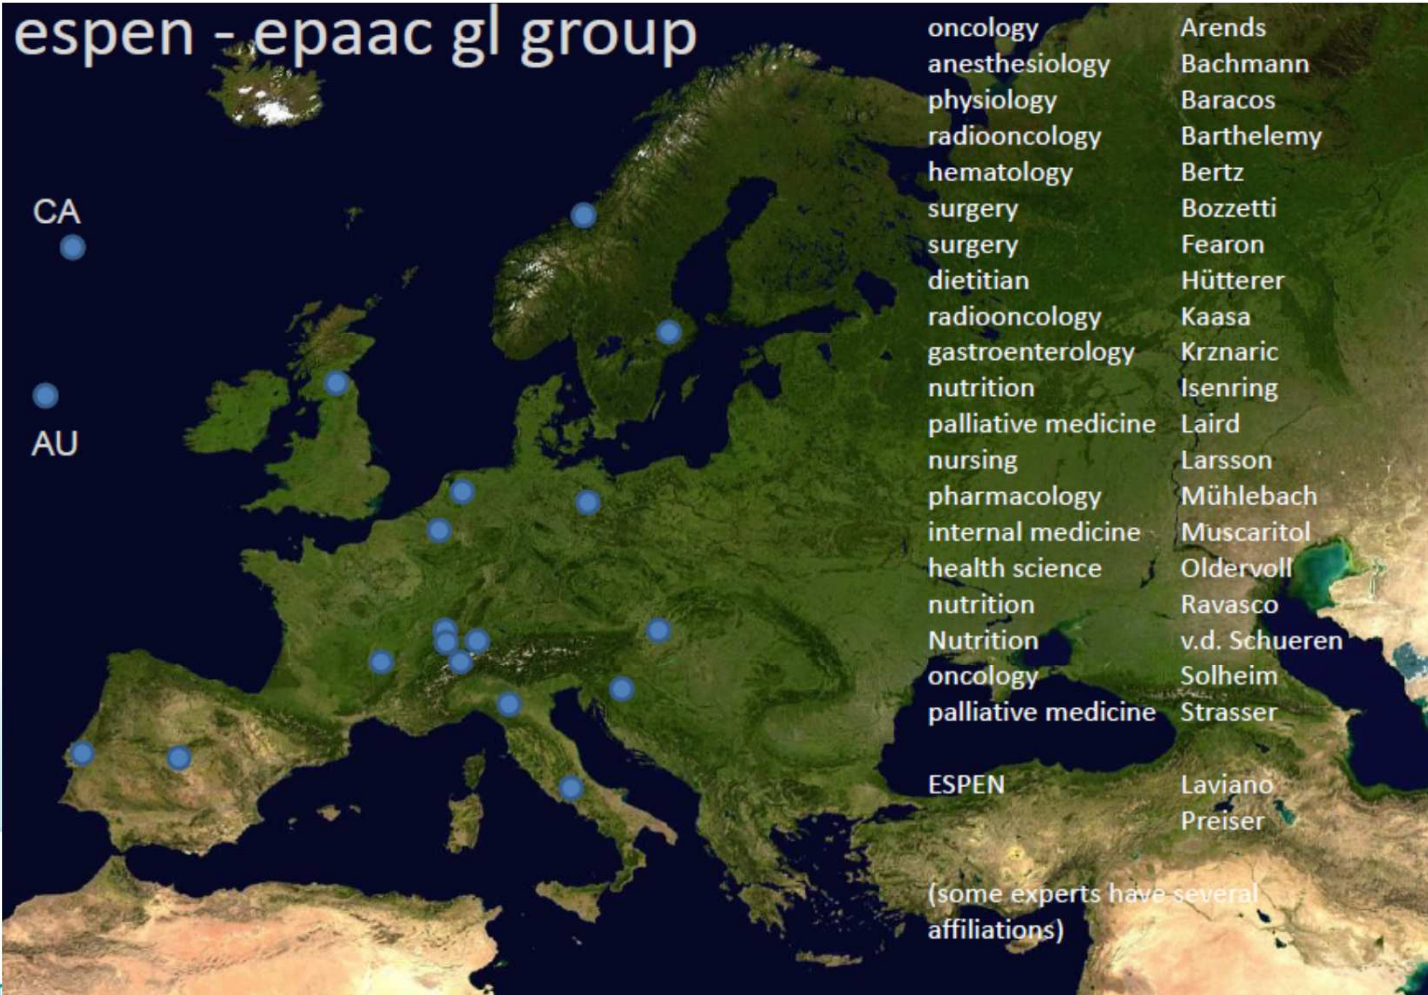 espen - epaac gl group
CA
AU
oncology Arends
anesthesiology Bachmann
physiology Baracos
radiooncology Barthelemy
hematology Bertz
surgery Bozzetti
surgery Fearon
dietitian Hütterer
radiooncology Kaasa
gastroenterology Krznaric
nutrition Isenring
palliative medicine Laird
nursing Larsson
pharmacology Mühlebach
internal medicine Muscaritol
health science Oldervoll
nutrition Ravasco
Nutrition v.d. Schueren
oncology Solheim
palliative medicine Strasser
ESPEN Laviano
Preiser
(some experts have several
affiliations)